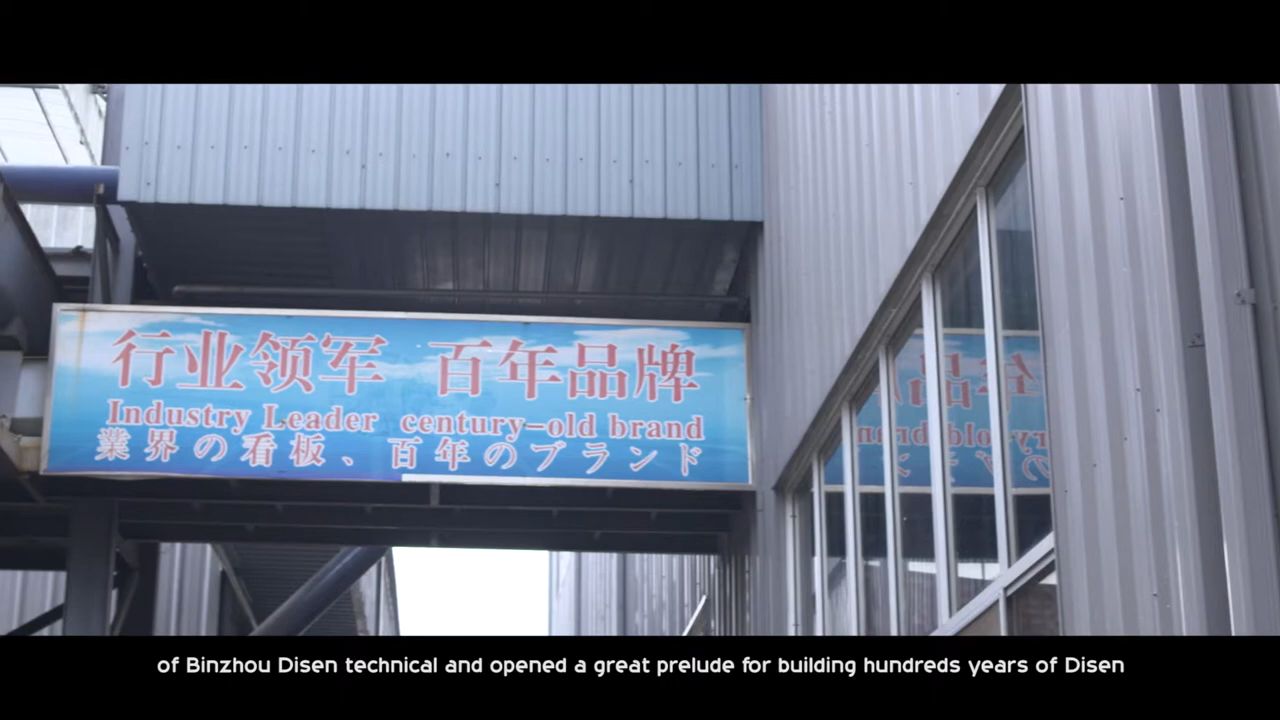 行业领军 百年品牌
Industry Leader century-old brand
業界の看板、百年のブランド
of Binzhou Disen technical and opened a great prelude for building hundreds years of Disen